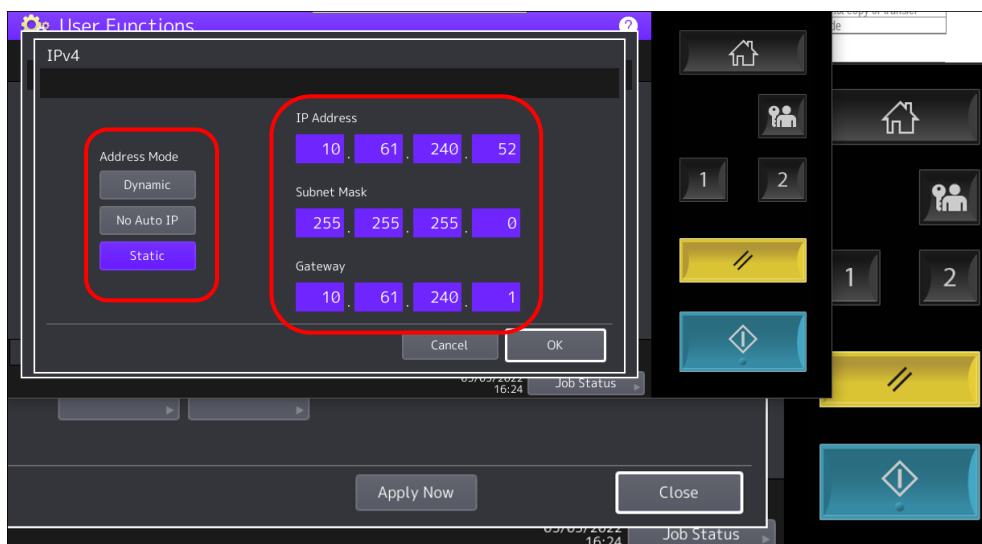 User Functions
?
IPv4
IP Address
10 . 61 . 240 . 52
Address Mode
Dynamic
Subnet Mask
No Auto IP
255 . 255 . 255 . 0
Static
Gateway
10 . 61 . 240 . 1
Cancel
OK
16:24
Job Status
1
2
1
2
Apply Now
Close
16:24
Job Status